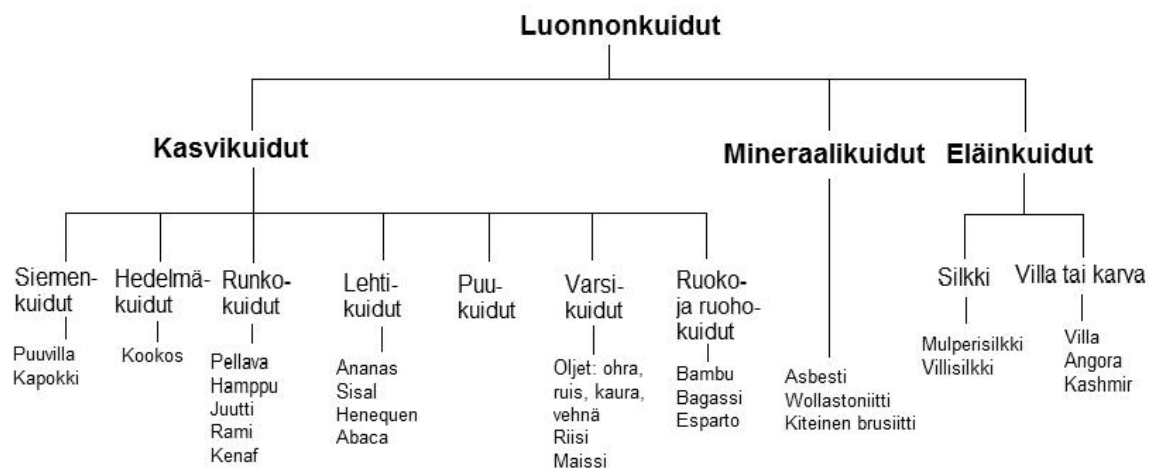 Luonnonkuidut
Kasvikuidut
Mineraalikuidut
Eläinkuidut
Siemen-
kuidut
Puuvilla
Kapokki
Hedelmä-
kuidut
Kookos
Runko-
kuidut
Pellava
Hamppu
Juutti
Rami
Kenaf
Lehti-
kuidut
Ananas
Sisal
Henequen
Abaca
Puu-
kuidut
Varsi-
kuidut
Oljet: ohra,
ruis, kaura,
vehnä
Riisi
Maissi
Ruoko-
ja ruoho-
kuidut
Bambu
Bagassi
Esparto
Asbesti
Wollastoniitti
Kiteinen brusiitti
Silkki
Mulperisilkki
Villisilkki
Villa tai karva
Villa
Angora
Kashmir